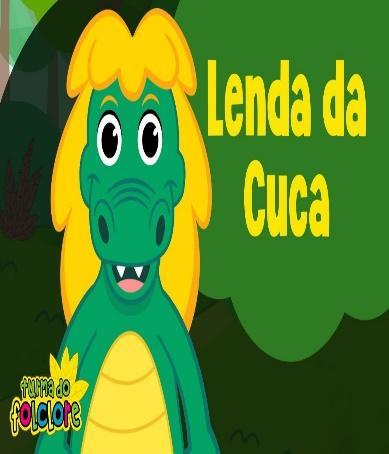 Lenda da
Cuca
turma do
folclore